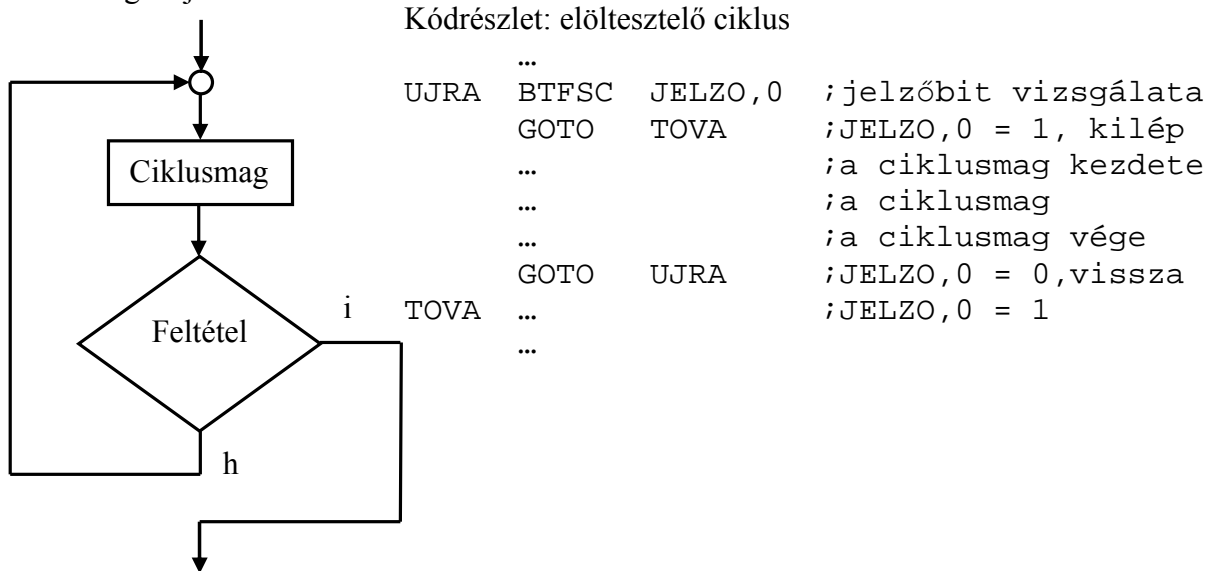 Kódrészlet: elöltesztelő ciklus
…
UJRA BTFSC JELZO,0 ;jelzőbit vizsgálata
GOTO TOVA ;JELZO,0 = 1, kilép
… ;a ciklusmag kezdete
… ;a ciklusmag
… ;a ciklusmag vége
GOTO UJRA ;JELZO,0 = 0,vissza
TOVA … ;JELZO,0 = 1
…
Ciklusmag
Feltétel
i
h